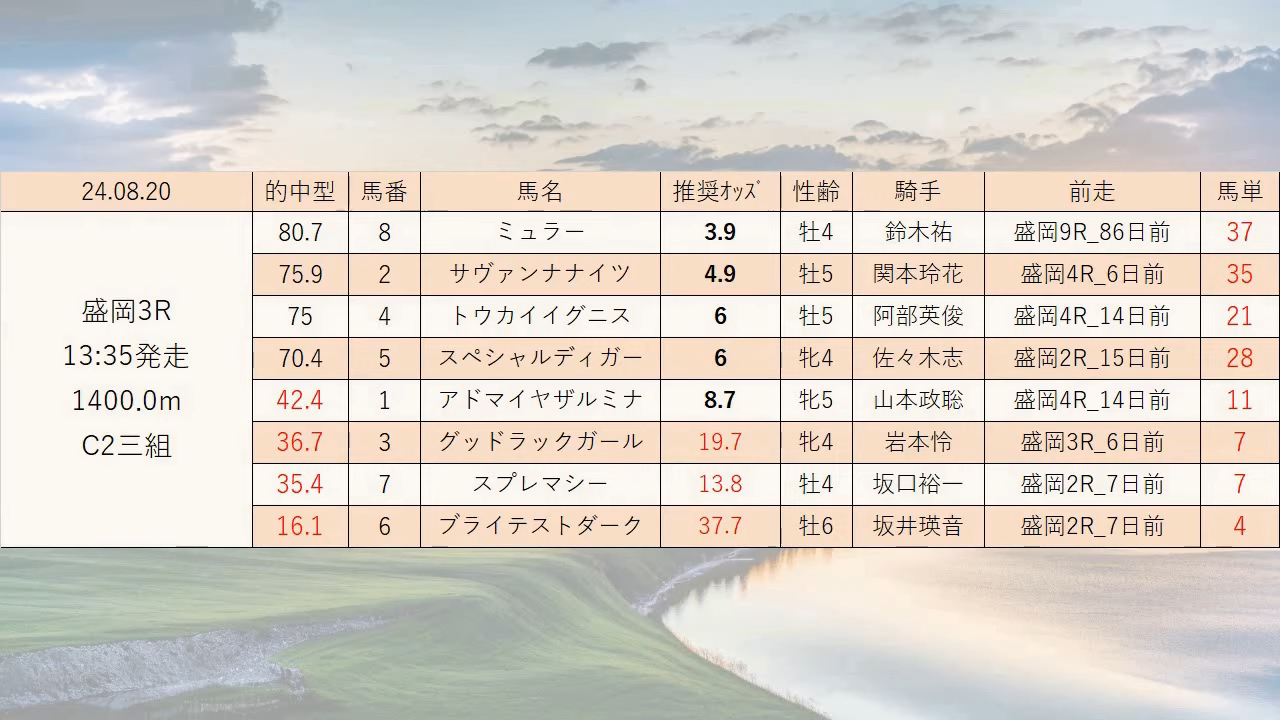 24.08.20 的中型 馬番 馬名 推奨ｵｯｽﾞ 性齢 騎手 前走 馬単
盛岡3R
13:35発走
1400.0m
C2三組
80.7 8 ミュラー 3.9 牡4 鈴木祐 盛岡9R_86日前 37
75.9 2 サヴァンナナイツ 4.9 牡5 関本玲花 盛岡4R_6日前 35
75 4 トウカイイグニス 6 牡5 阿部英俊 盛岡4R_14日前 21
70.4 5 スペシャルディガー 6 牝4 佐々木志 盛岡2R_15日前 28
42.4 1 アドマイヤザルミナ 8.7 牝5 山本政聡 盛岡4R_14日前 11
36.7 3 グッドラックガール 19.7 牝4 岩本怜 盛岡3R_6日前 7
35.4 7 スプレマシー 13.8 牡4 坂口裕一 盛岡2R_7日前 7
16.1 6 ブライテストダーク 37.7 牡6 坂井瑛音 盛岡2R_7日前 4